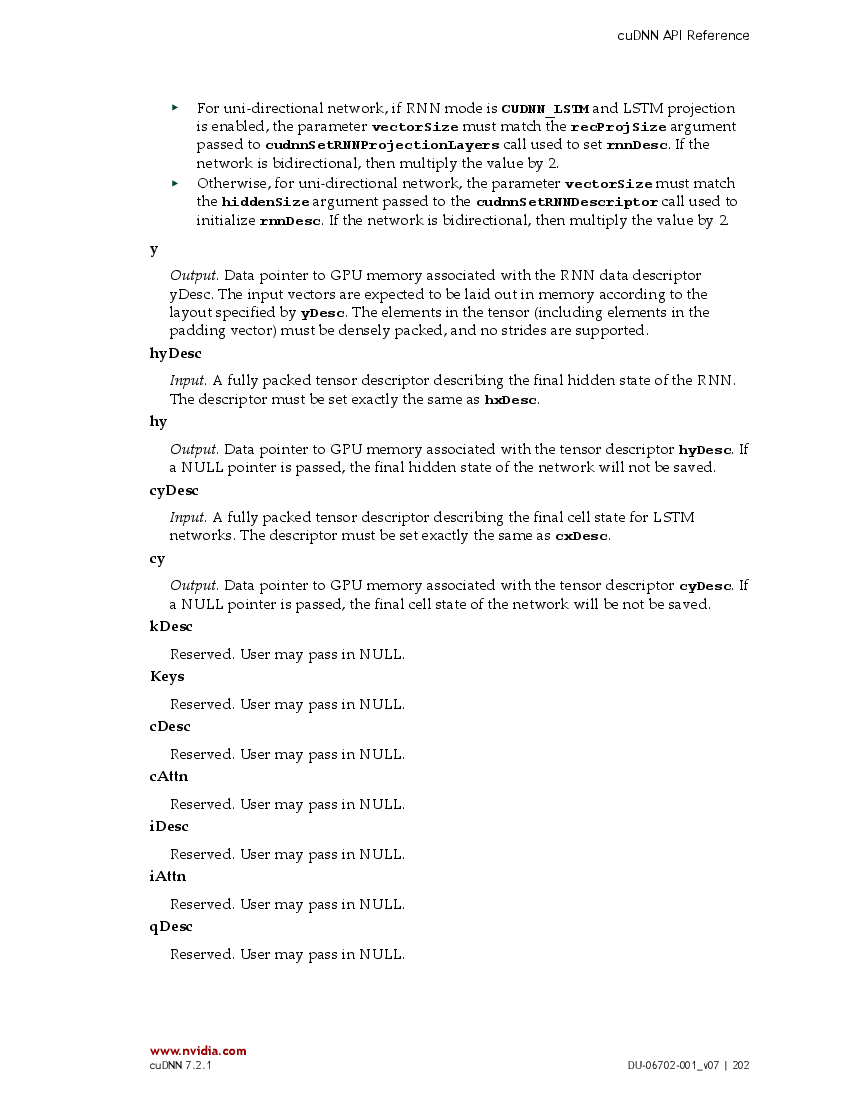 cuDNN API Reference
‣ For uni-directional network, if RNN mode is CUDNN_LSTM and LSTM projection
is enabled, the parameter vectorSize must match the recProjSize argument
passed to cudnnSetRNNProjectionLayers call used to set rnnDesc. If the
network is bidirectional, then multiply the value by 2.
‣ Otherwise, for uni-directional network, the parameter vectorSize must match
the hiddenSize argument passed to the cudnnSetRNNDescriptor call used to
initialize rnnDesc. If the network is bidirectional, then multiply the value by 2.
y
Output. Data pointer to GPU memory associated with the RNN data descriptor
yDesc. The input vectors are expected to be laid out in memory according to the
layout specified by yDesc. The elements in the tensor (including elements in the
padding vector) must be densely packed, and no strides are supported.
hyDesc
Input. A fully packed tensor descriptor describing the final hidden state of the RNN.
The descriptor must be set exactly the same as hxDesc.
hy
Output. Data pointer to GPU memory associated with the tensor descriptor hyDesc. If
a NULL pointer is passed, the final hidden state of the network will not be saved.
cyDesc
Input. A fully packed tensor descriptor describing the final cell state for LSTM
networks. The descriptor must be set exactly the same as cxDesc.
cy
Output. Data pointer to GPU memory associated with the tensor descriptor cyDesc. If
a NULL pointer is passed, the final cell state of the network will be not be saved.
kDesc
Reserved. User may pass in NULL.
Keys
Reserved. User may pass in NULL.
cDesc
Reserved. User may pass in NULL.
cAttn
Reserved. User may pass in NULL.
iDesc
Reserved. User may pass in NULL.
iAttn
Reserved. User may pass in NULL.
qDesc
Reserved. User may pass in NULL.
www.nvidia.com
cuDNN 7.2.1
DU-06702-001_v07 | 202